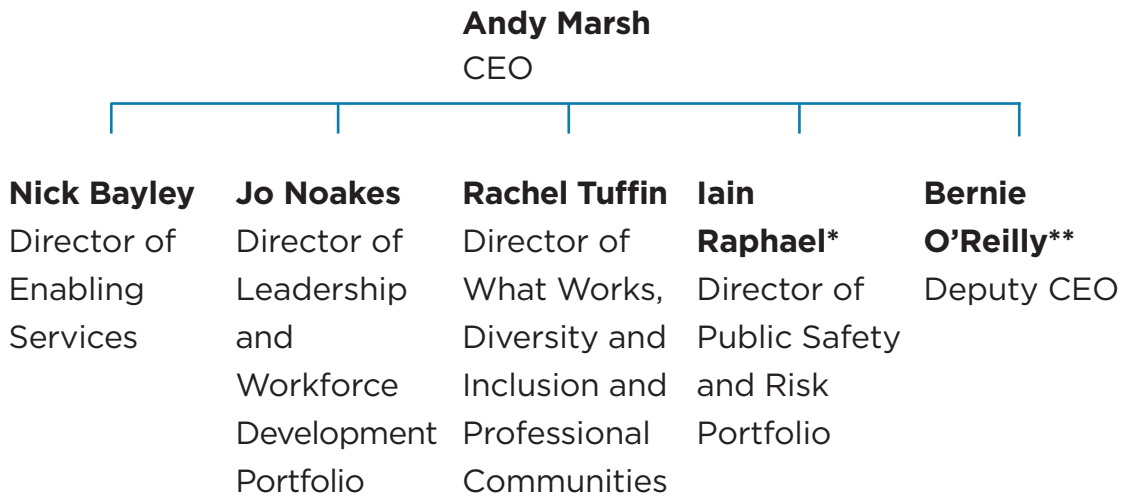 Andy Marsh
CEO
Nick Bayley
Director of
Enabling
Services
Jo Noakes
Director of
Leadership
and
Workforce
Development
Portfolio
Rachel Tuffin
Director of
What Works,
Diversity and
Inclusion and
Professional
Communities
Iain
Raphael*
Director of
Public Safety
and Risk
Portfolio
Bernie
O’Reilly**
Deputy CEO